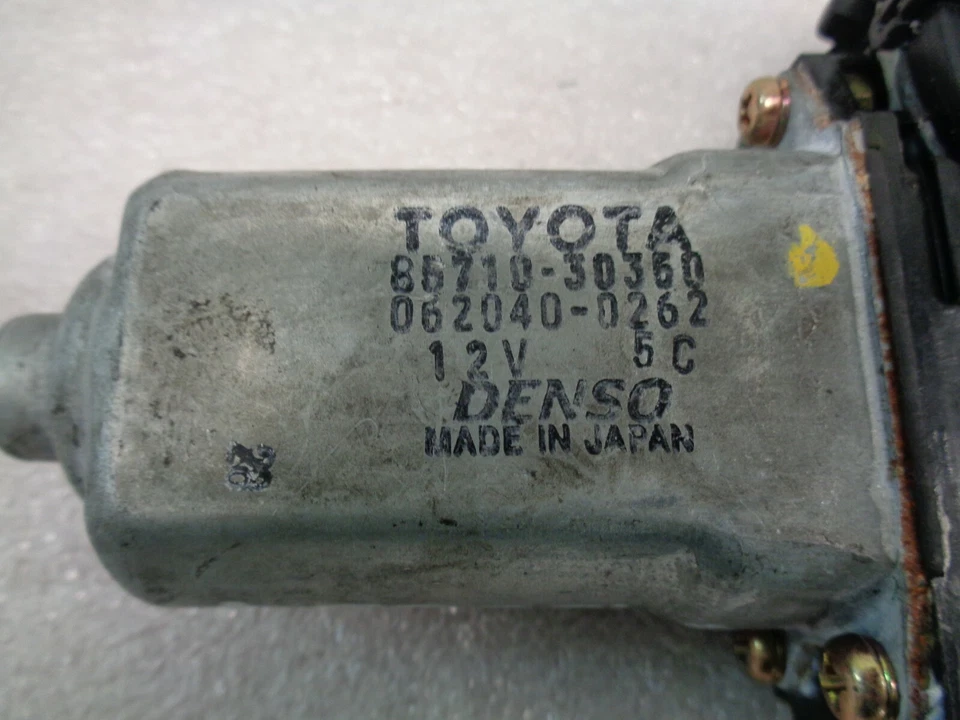 TOYOTA
85710-30360
062040-0262
12V 5C
DENSO
MADE IN JAPAN